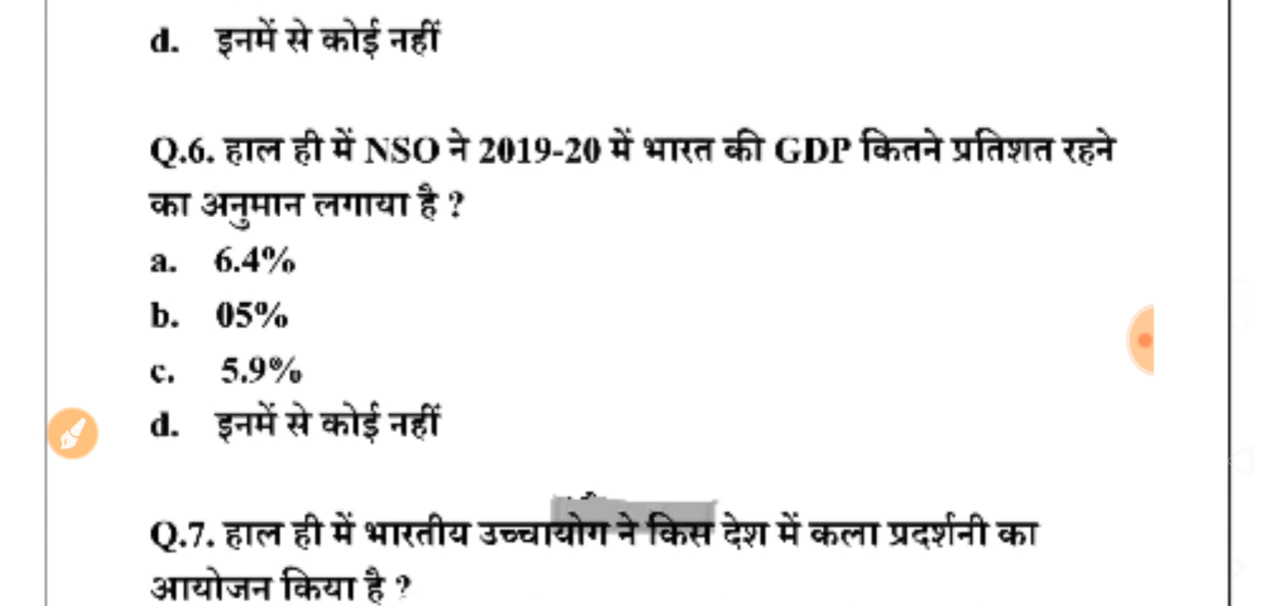 d. इनमें से कोई नहीं
Q.6. हाल ही में NSO ने 2019-20 में भारत की GDP कितने प्रतिशत रहने
का अनुमान लगाया है ?
a. 6.4%
b. 05%
c. 5.9%
d. इनमें से कोई नहीं
Q.7. हाल ही में भारतीय उच्चायोग ने किस देश में कला प्रदर्शनी का
आयोजन किया है ?